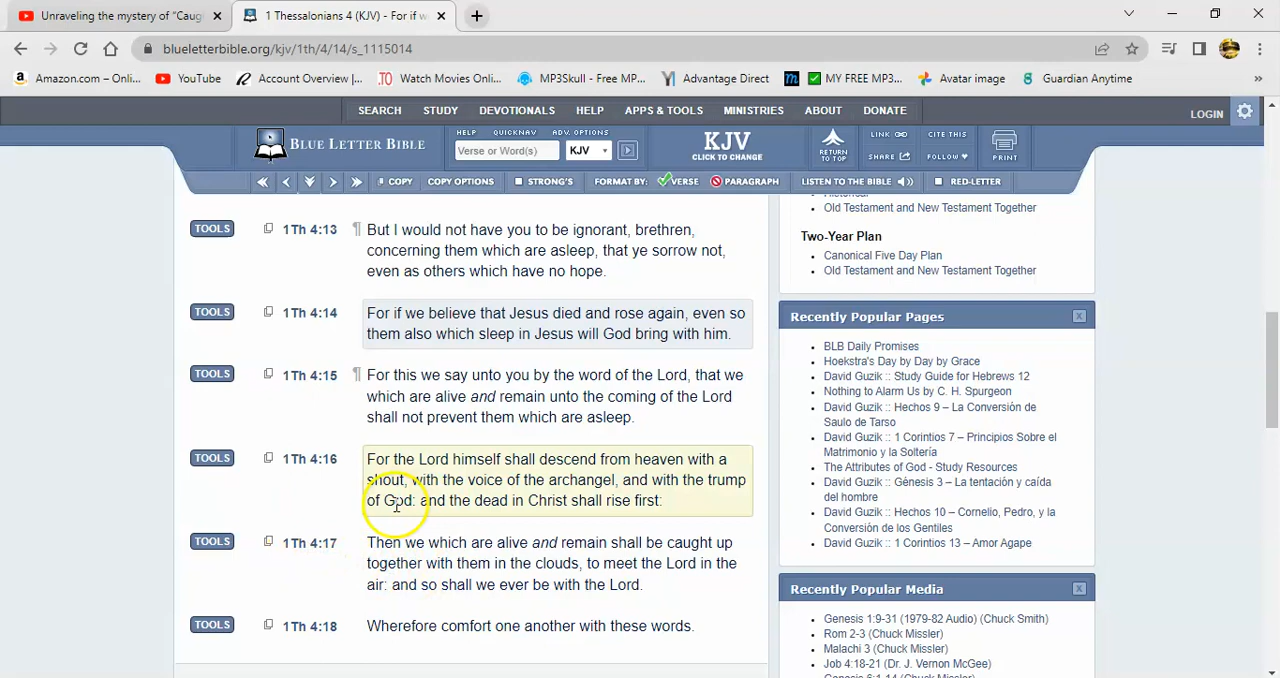 Unraveling the mystery of “Caug
1 Thessalonians 4 (KJV) - For if w
blueletterbible.org/kjv/1th/4/14/s_1115014
Amazon.com – Onli...
YouTube
Account Overview |...
Watch Movies Onlin...
MP3Skull - Free MP...
Advantage Direct
MY FREE MP3...
Avatar image
Guardian Anytime
»
SEARCH STUDY DEVOTIONALS HELP APPS & TOOLS MINISTRIES ABOUT DONATE
LOGIN
BLUE LETTER BIBLE
HELP QUICKNAV ADV. OPTIONS
Verse or Word(s) KJV
KJV
CLICK TO CHANGE
RETURN
TO TOP
LINK
SHARE
CITE THIS
FOLLOW
PRINT
COPY COPY OPTIONS STRONG'S FORMAT BY: VERSE PARAGRAPH LISTEN TO THE BIBLE RED-LETTER
TOOLS 1Th 4:13 ¶ But I would not have you to be ignorant, brethren,
concerning them which are asleep, that ye sorrow not,
even as others which have no hope.
TOOLS 1Th 4:14 For if we believe that Jesus died and rose again, even so
them also which sleep in Jesus will God bring with him.
TOOLS 1Th 4:15 ¶ For this we say unto you by the word of the Lord, that we
which are alive and remain unto the coming of the Lord
shall not prevent them which are asleep.
TOOLS 1Th 4:16 For the Lord himself shall descend from heaven with a
shout, with the voice of the archangel, and with the trump
of God: and the dead in Christ shall rise first:
TOOLS 1Th 4:17 Then we which are alive and remain shall be caught up
together with them in the clouds, to meet the Lord in the
air: and so shall we ever be with the Lord.
TOOLS 1Th 4:18 Wherefore comfort one another with these words.
Old Testament and New Testament Together
Two-Year Plan
Canonical Five Day Plan
Old Testament and New Testament Together
Recently Popular Pages
BLB Daily Promises
Hoekstra's Day by Day by Grace
David Guzik :: Study Guide for Hebrews 12
Nothing to Alarm Us by C. H. Spurgeon
David Guzik :: Hechos 9 – La Conversión de
Saulo de Tarso
David Guzik :: 1 Corintios 7 – Principios Sobre el
Matrimonio y la Soltería
The Attributes of God - Study Resources
David Guzik :: Génesis 3 – La tentación y caída
del hombre
David Guzik :: Hechos 10 – Cornelio, Pedro, y la
Conversión de los Gentiles
David Guzik :: 1 Corintios 13 – Amor Agape
Recently Popular Media
Genesis 1:9-31 (1979-82 Audio) (Chuck Smith)
Rom 2-3 (Chuck Missler)
Malachi 3 (Chuck Missler)
Job 4:18-21 (Dr. J. Vernon McGee)